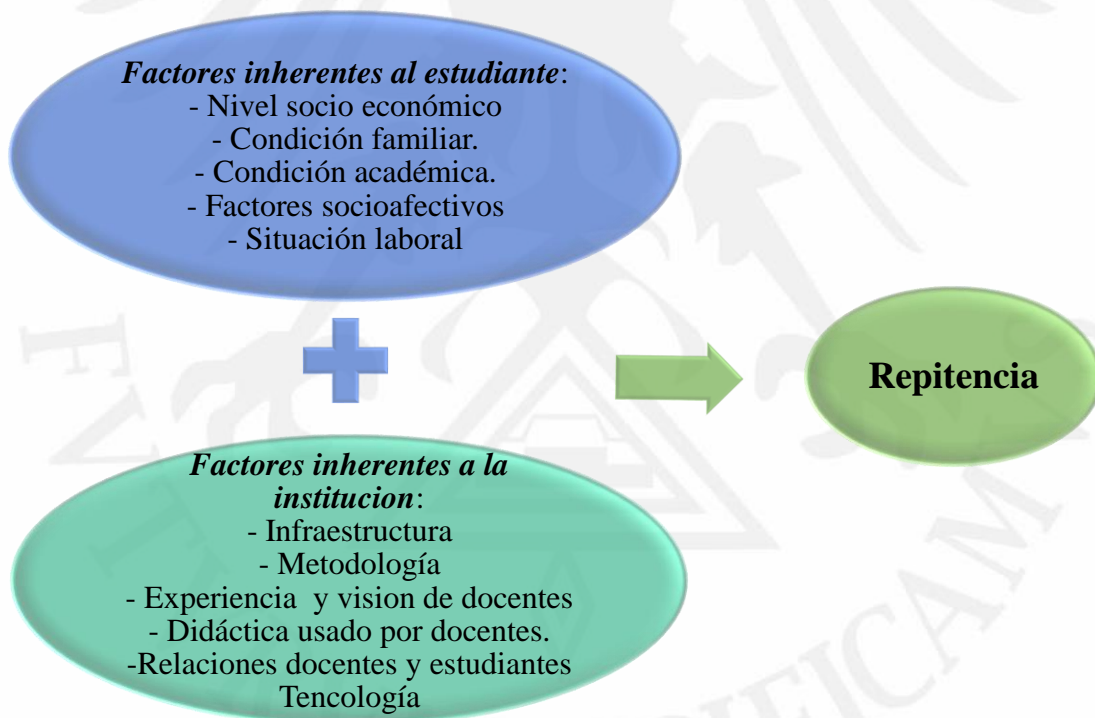 Factores inherentes al estudiante:
- Nivel socio económico
- Condición familiar.
- Condición académica.
- Factores socioafectivos
- Situación laboral
Repitencia
Factores inherentes a la
institucion:
- Infraestructura
- Metodología
- Experiencia y vision de docentes
- Didáctica usado por docentes.
-Relaciones docentes y estudiantes
Tencología